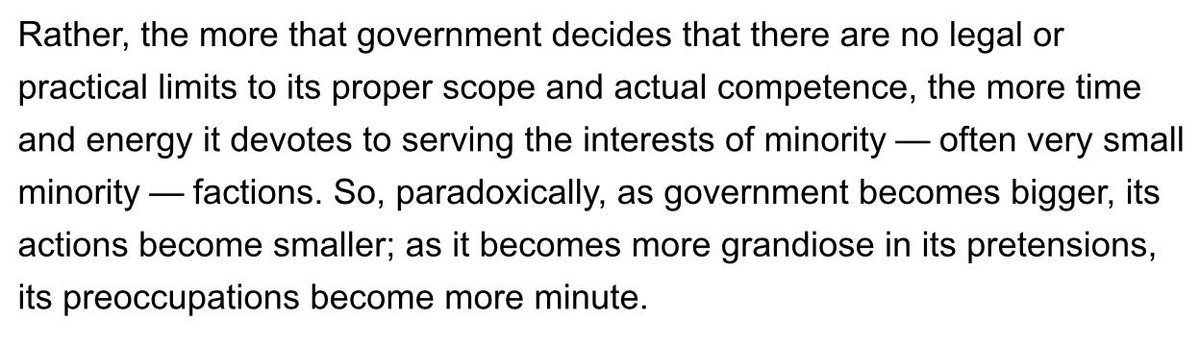 Rather, the more that government decides that there are no legal or
practical limits to its proper scope and actual competence, the more time
and energy it devotes to serving the interests of minority — often very small
minority — factions. So, paradoxically, as government becomes bigger, its
actions become smaller; as it becomes more grandiose in its pretensions,
its preoccupations become more minute.